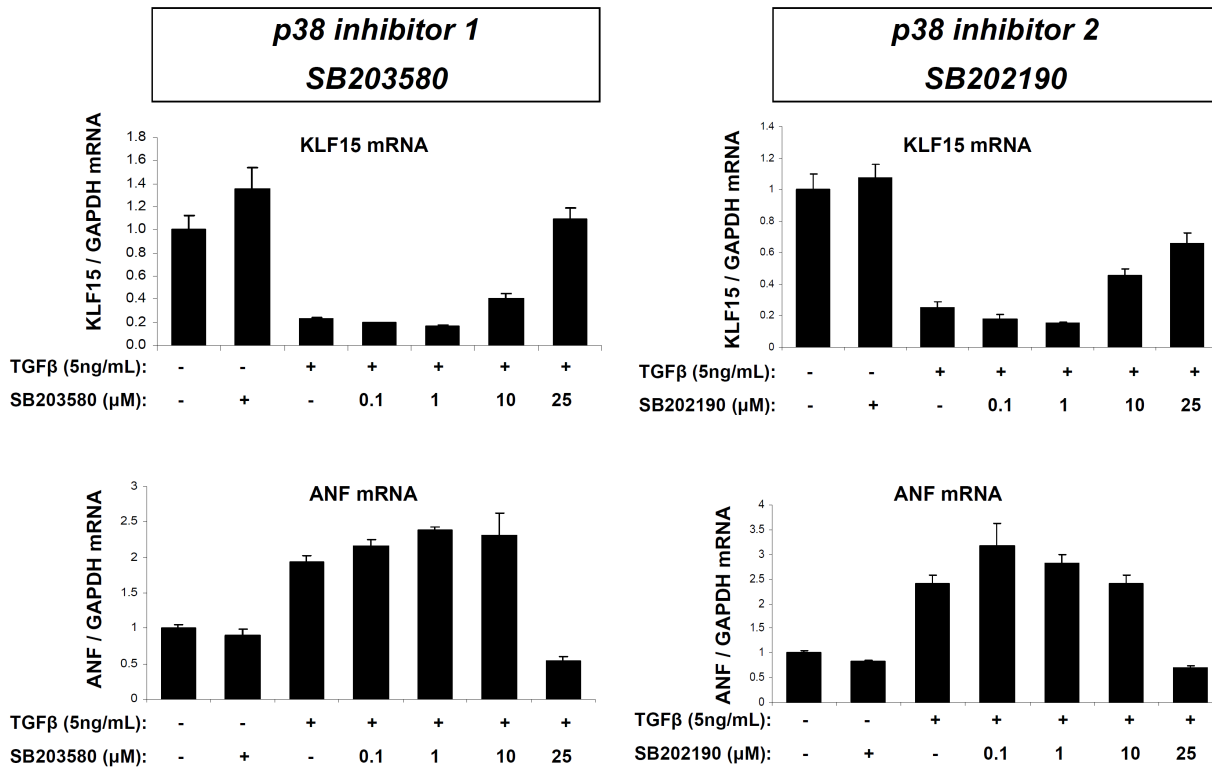 p38 inhibitor 1
SB203580
KLF15 mRNA
KLF15 / GAPDH mRNA
1.8
1.6
1.4
1.2
1.0
0.8
0.6
0.4
0.2
0.0
TGFβ (5ng/mL): - - + + + + +
SB203580 (µM): - + - 0.1 1 10 25
ANF mRNA
ANF / GAPDH mRNA
3
2.5
2
1.5
1
0.5
0
TGFβ (5ng/mL): - - + + + + +
SB203580 (µM): - + - 0.1 1 10 25
p38 inhibitor 2
SB202190
KLF15 mRNA
KLF15 / GAPDH mRNA
1.4
1.2
1
0.8
0.6
0.4
0.2
0
TGFβ (5ng/mL): - - + + + + +
SB202190 (µM): - + - 0.1 1 10 25
ANF mRNA
ANF / GAPDH mRNA
4
3.5
3
2.5
2
1.5
1
0.5
0
TGFβ (5ng/mL): - - + + + + +
SB202190 (µM): - + - 0.1 1 10 25